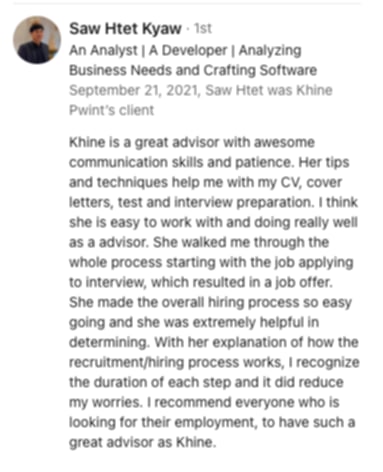 Saw Htet Kyaw · 1st
An Analyst | A Developer | Analyzing
Business Needs and Crafting Software
September 21, 2021, Saw Htet was Khine
Pwint's client
Khine is a great advisor with awesome
communication skills and patience. Her tips
and techniques help me with my CV, cover
letters, test and interview preparation. I think
she is easy to work with and doing really well
as a advisor. She walked me through the
whole process starting with the job applying
to interview, which resulted in a job offer.
She made the overall hiring process so easy
going and she was extremely helpful in
determining. With her explanation of how the
recruitment/hiring process works, I recognize
the duration of each step and it did reduce
my worries. I recommend everyone who is
looking for their employment, to have such a
great advisor as Khine.